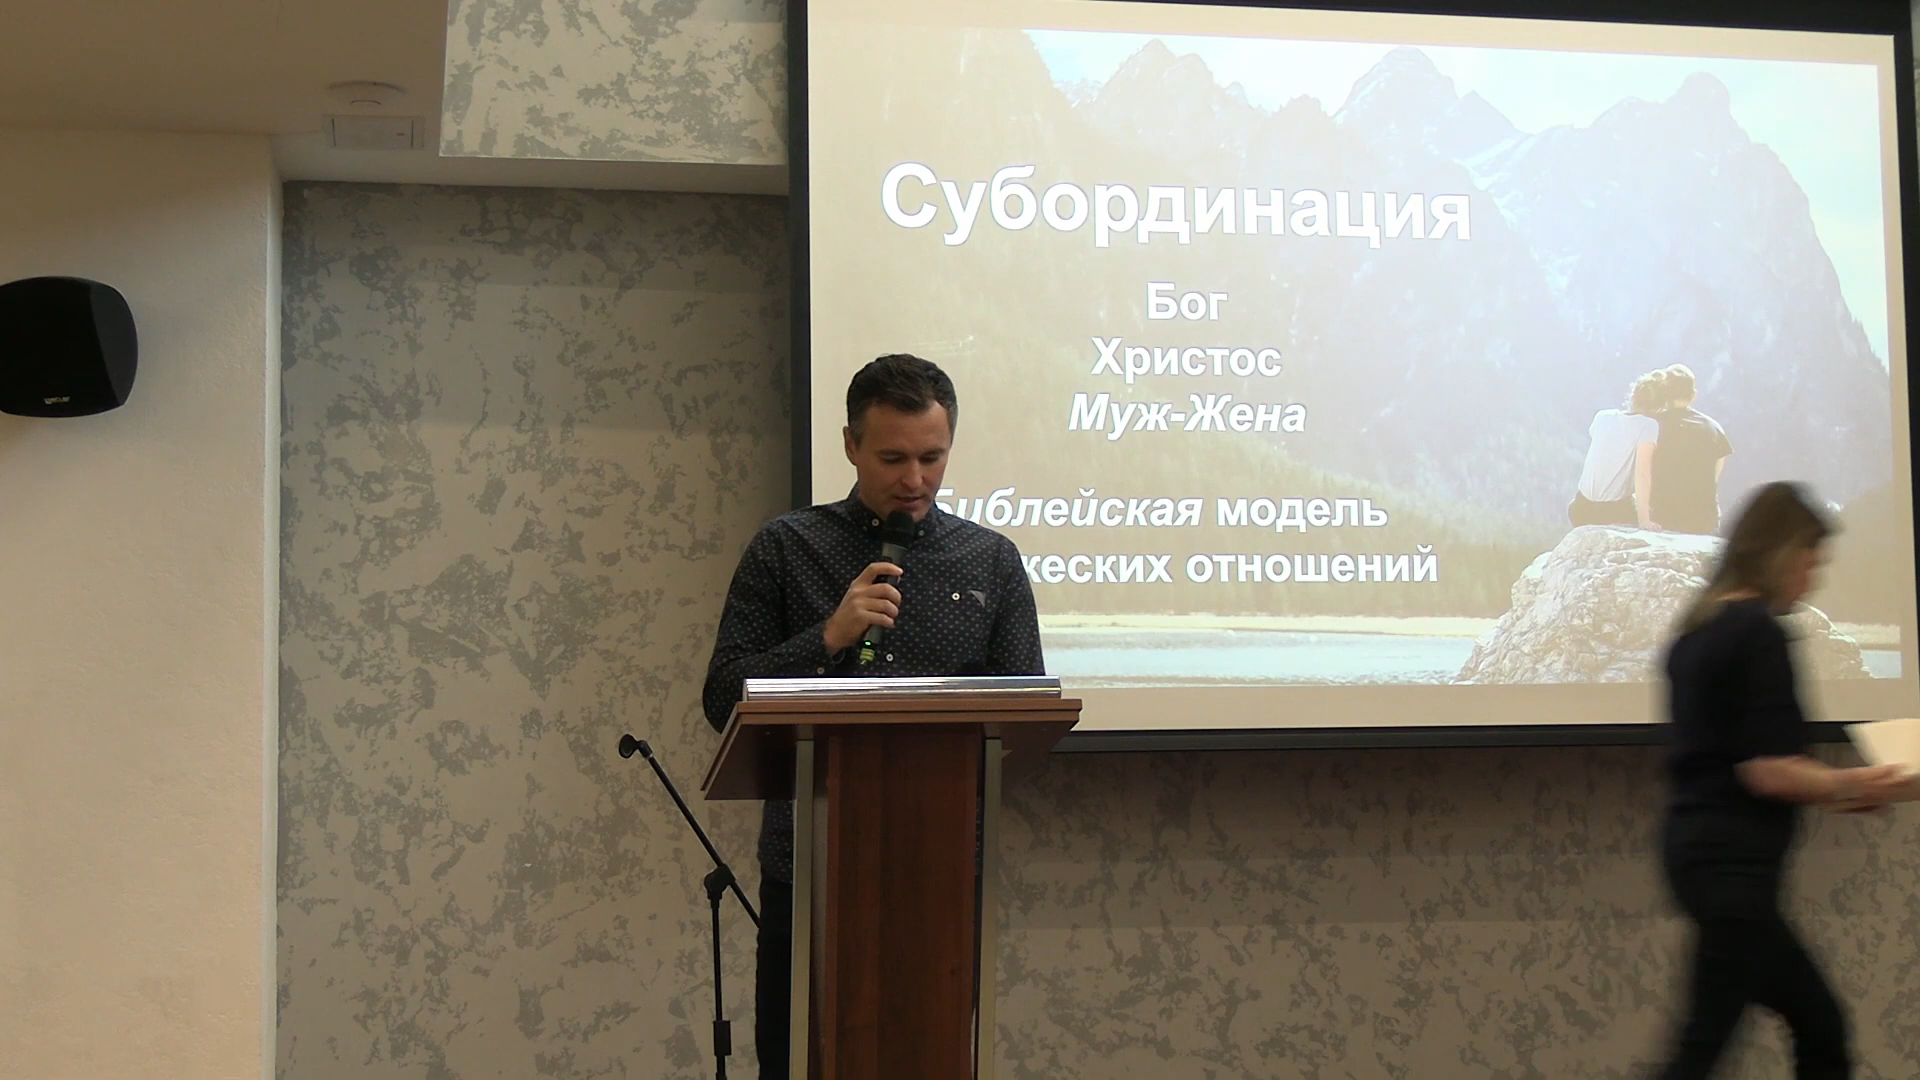 Субординация
Бог
Христос
Муж-Жена
Библейская модель
жеских отношений